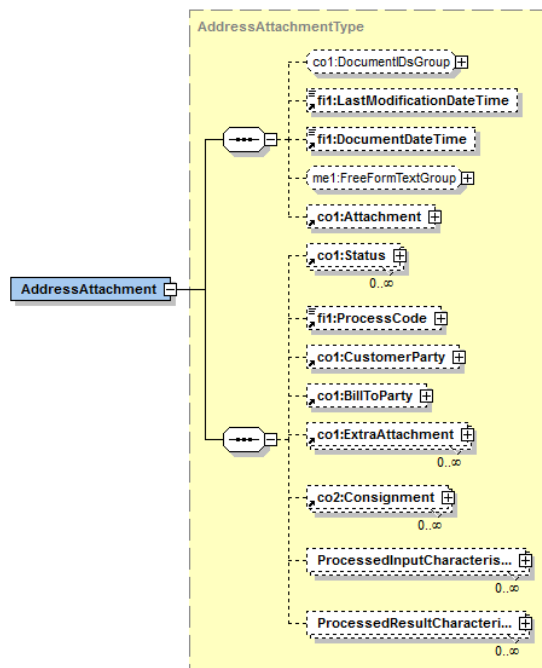 AddressAttachmentType
co1:DocumentIDsGroup
fi1:LastModificationDateTime
fi1:DocumentDateTime
me1:FreeFormTextGroup
co1:Attachment
co1:Status
0..∞
AddressAttachment
fi1:ProcessCode
co1:CustomerParty
co1:BillToParty
co1:ExtraAttachment
0..∞
co2:Consignment
0..∞
ProcessedInputCharacteris...
0..∞
ProcessedResultCharacteri...
0..∞